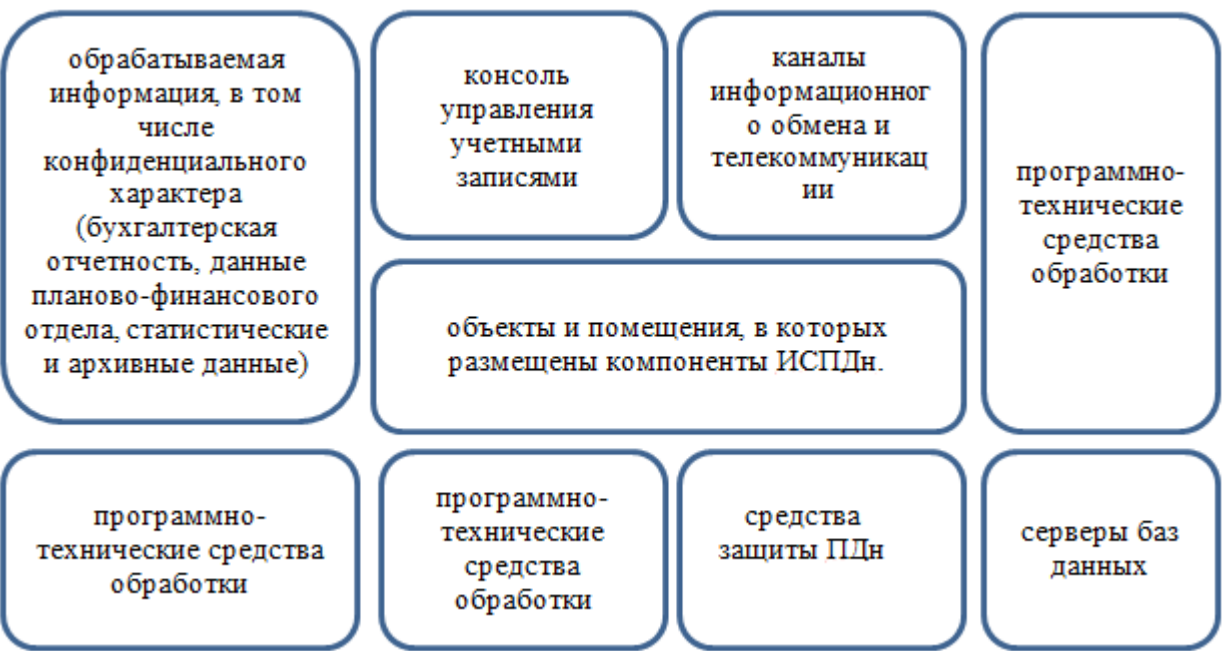 обрабатываемая
информация, в том
числе
конфиденциального
характера
(бухгалтерская
отчетность, данные
планово-финансового
отдела, статистические
и архивные данные)
консоль
управления
учетными
записями
каналы
информационног
о обмена и
телекоммуникац
ии
программно-
технические
средства
обработки
объекты и помещения, в которых
размещены компоненты ИСПДн.
программно-
технические средства
обработки
программно-
технические
средства
обработки
средства
защиты ПДн
серверы баз
данных